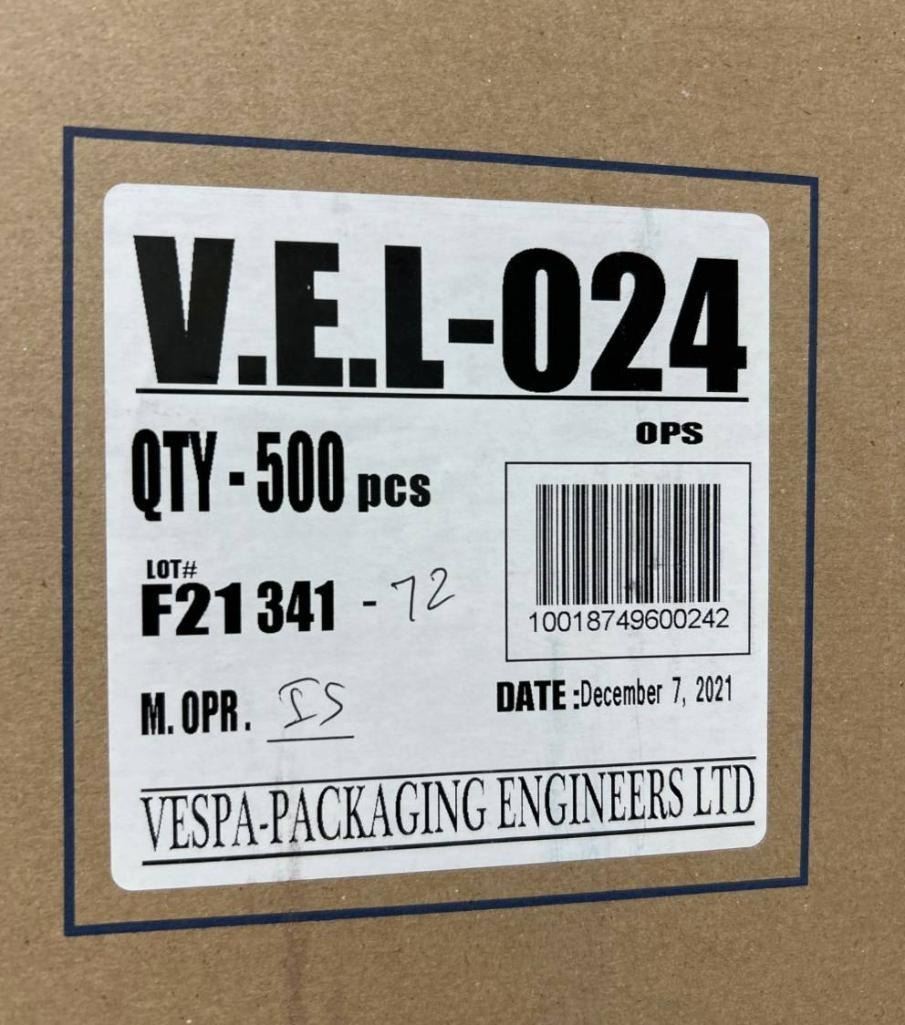 V.E.L-024
OPS
QTY - 500 pcs
LOT#
F21 341 - 72
10018749600242
M. OPR. IS
DATE :December 7, 2021
VESPA-PACKAGING ENGINEERS LTD